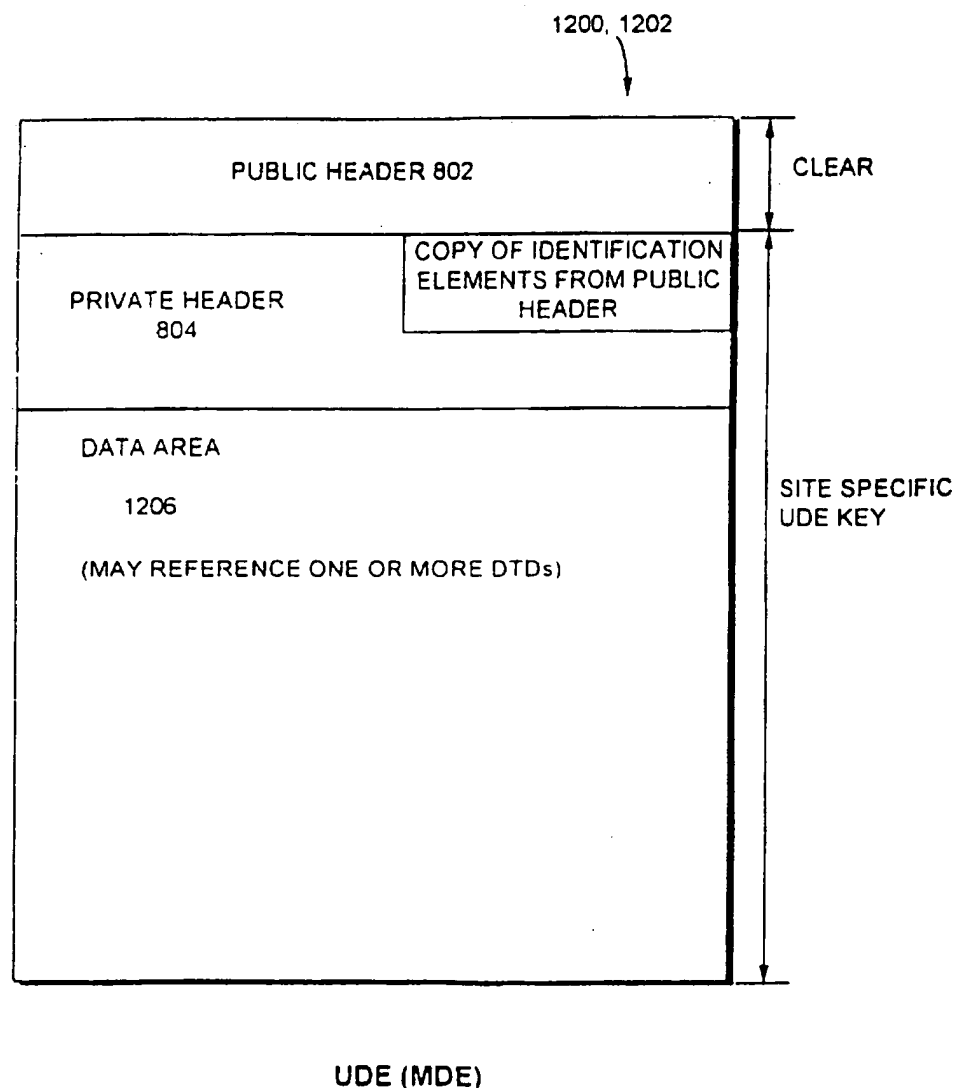 1200, 1202
PUBLIC HEADER 802
CLEAR
COPY OF IDENTIFICATION
ELEMENTS FROM PUBLIC
HEADER
PRIVATE HEADER
804
DATA AREA
1206
(MAY REFERENCE ONE OR MORE DTDs)
SITE SPECIFIC
UDE KEY
UDE (MDE)